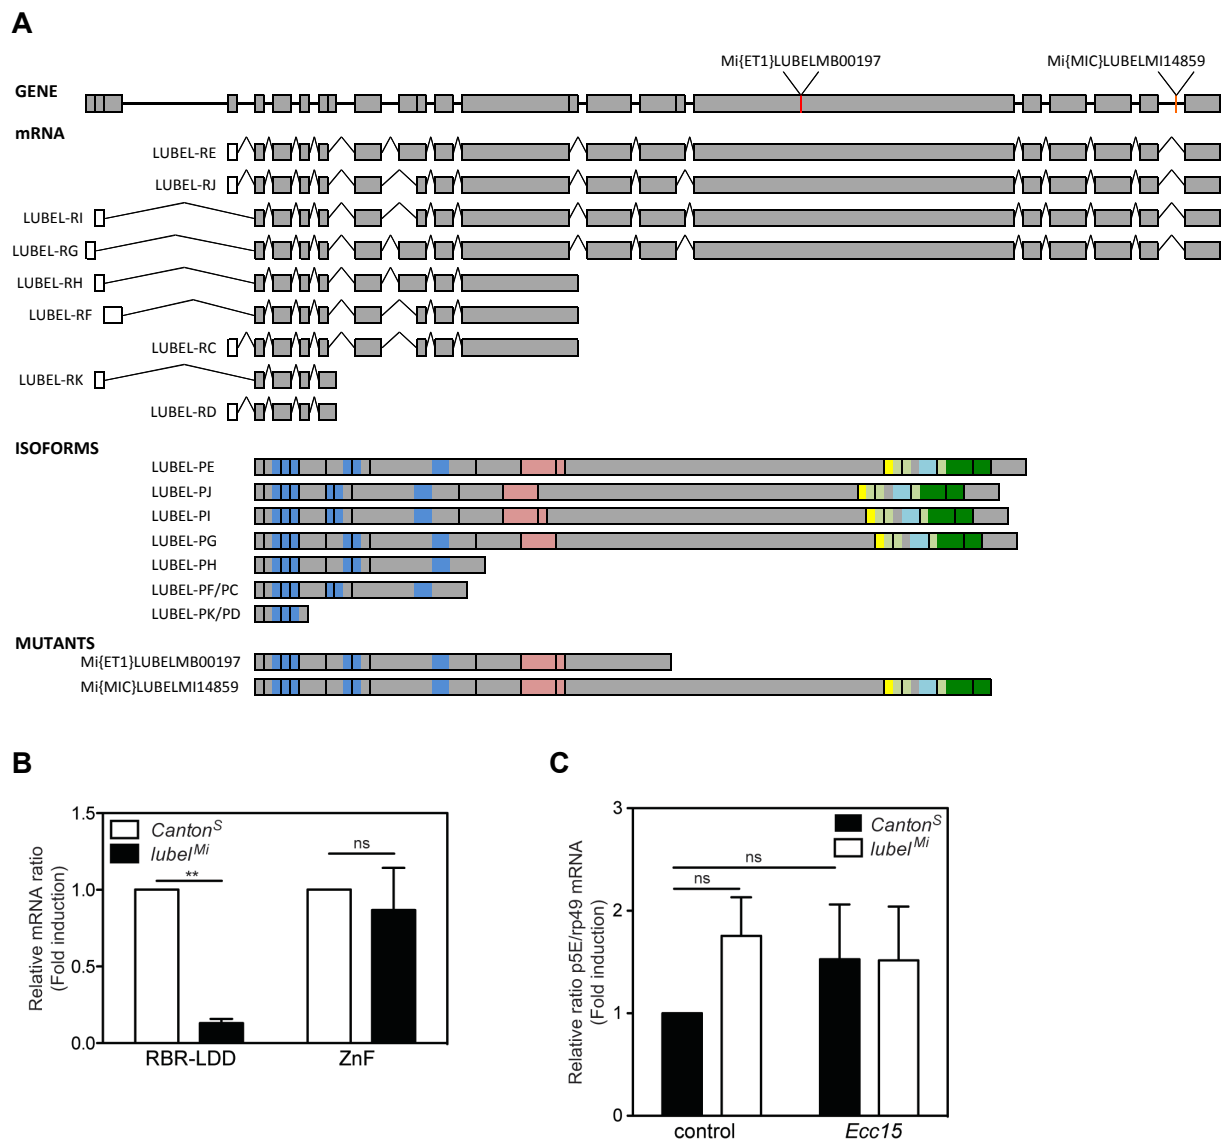 A
Mi{ET1}LUBELMB00197
Mi{MIC}LUBELMI14859
GENE
mRNA
LUBEL-RE
LUBEL-RJ
LUBEL-RI
LUBEL-RG
LUBEL-RH
LUBEL-RF
LUBEL-RC
LUBEL-RK
LUBEL-RD
ISOFORMS
LUBEL-PE
LUBEL-PJ
LUBEL-PI
LUBEL-PG
LUBEL-PH
LUBEL-PF/PC
LUBEL-PK/PD
MUTANTS
Mi{ET1}LUBELMB00197
Mi{MIC}LUBELMI14859
B
Relative mRNA ratio
(Fold induction)
1.5
1.0
0.5
0.0
Canton^S
lubel^Mi
**
ns
RBR-LDD
ZnF
C
Relative ratio p5E/rp49 mRNA
(Fold induction)
3
2
1
0
Canton^S
lubel^Mi
ns
ns
control
Ecc15